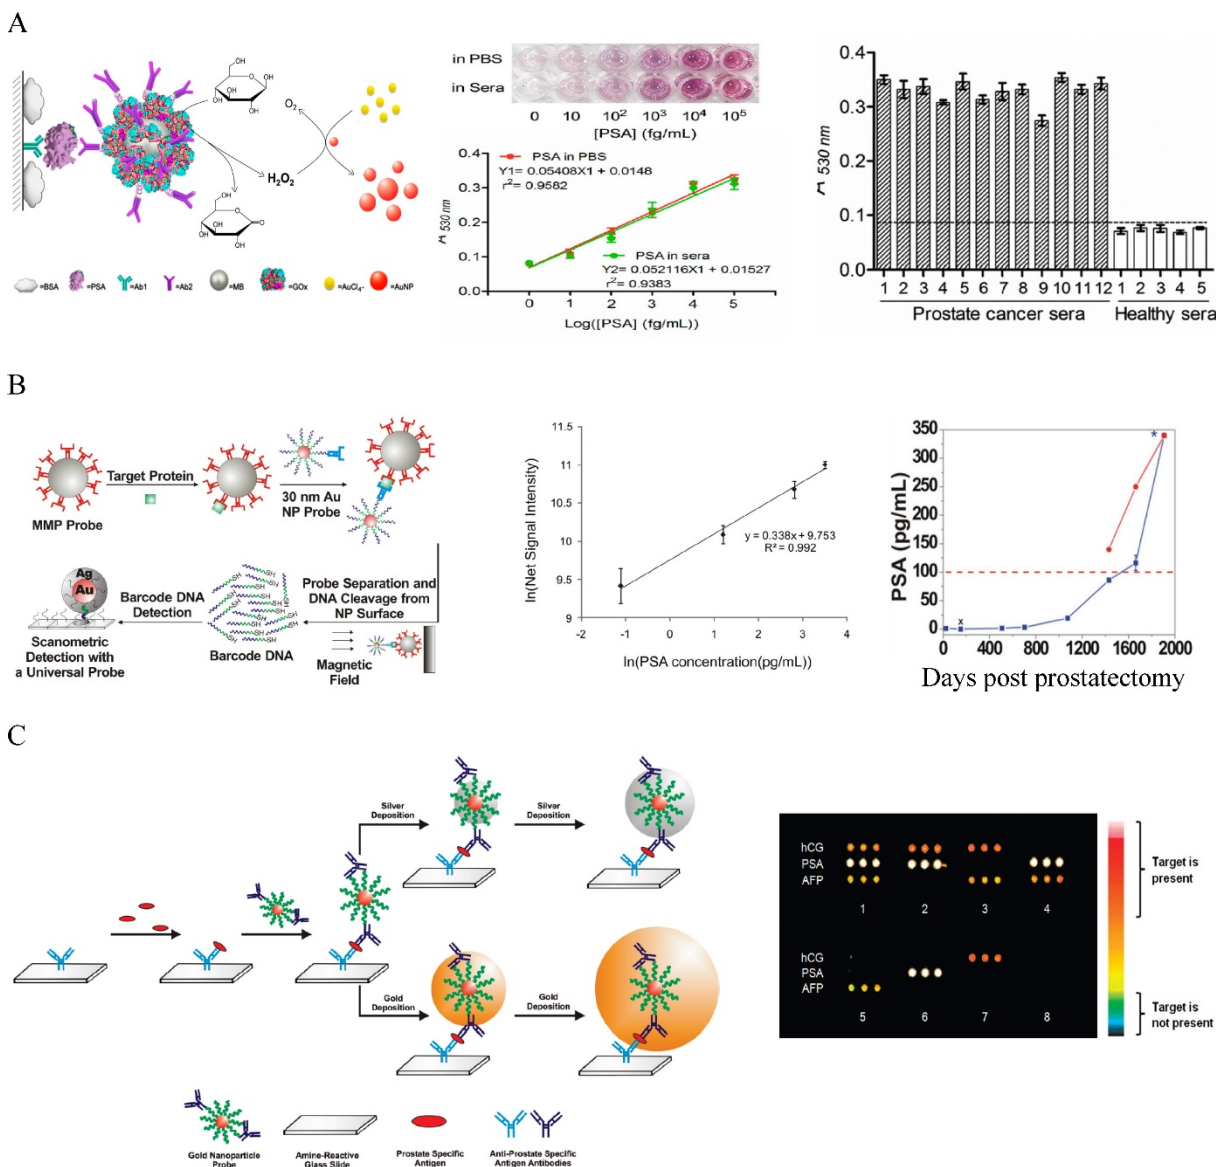 A
OH
HO
HO
OH
OH
O₂
H₂O₂
OH
HO
HO
OH
=BSA
=PSA
=Ab1
=Ab2
=MB
=GOx
=AuCl₄-
=AuNP
in PBS
in Sera
0 10 10² 10³ 10⁴ 10⁵
[PSA] (fg/mL)
A 530 nm
0.4
0.3
0.2
0.1
0.0
PSA in PBS
Y1= 0.05408X1 + 0.0148
r²= 0.9582
PSA in sera
Y2= 0.052116X1 + 0.01527
r²= 0.9383
0 1 2 3 4 5
Log([PSA] (fg/mL))
A 530 nm
0.4
0.3
0.2
0.1
0.0
1 2 3 4 5 6 7 8 9 10 11 12 1 2 3 4 5
Prostate cancer sera
Healthy sera
B
MMP Probe
Target Protein
30 nm Au
NP Probe
Probe Separation and
DNA Cleavage from
NP Surface
Magnetic
Field
SH
Barcode DNA
Barcode DNA
Detection
Ag
Au
Scanometric
Detection with
a Universal Probe
ln(Net Signal Intensity)
11.5
11
10.5
10
9.5
9
y = 0.338x + 9.753
R² = 0.992
-2 -1 0 1 2 3 4
ln(PSA concentration(pg/mL))
PSA (pg/mL)
350
300
250
200
150
100
50
0
*
x
0 400 800 1200 1600 2000
Days post prostatectomy
C
Silver
Deposition
Silver
Deposition
Gold
Deposition
Gold
Deposition
Gold Nanoparticle
Probe
Amine-Reactive
Glass Slide
Prostate Specific
Antigen
Anti-Prostate Specific
Antigen Antibodies
hCG
PSA
AFP
1 2 3 4
hCG
PSA
AFP
5 6 7 8
Target is
present
Target is
not present